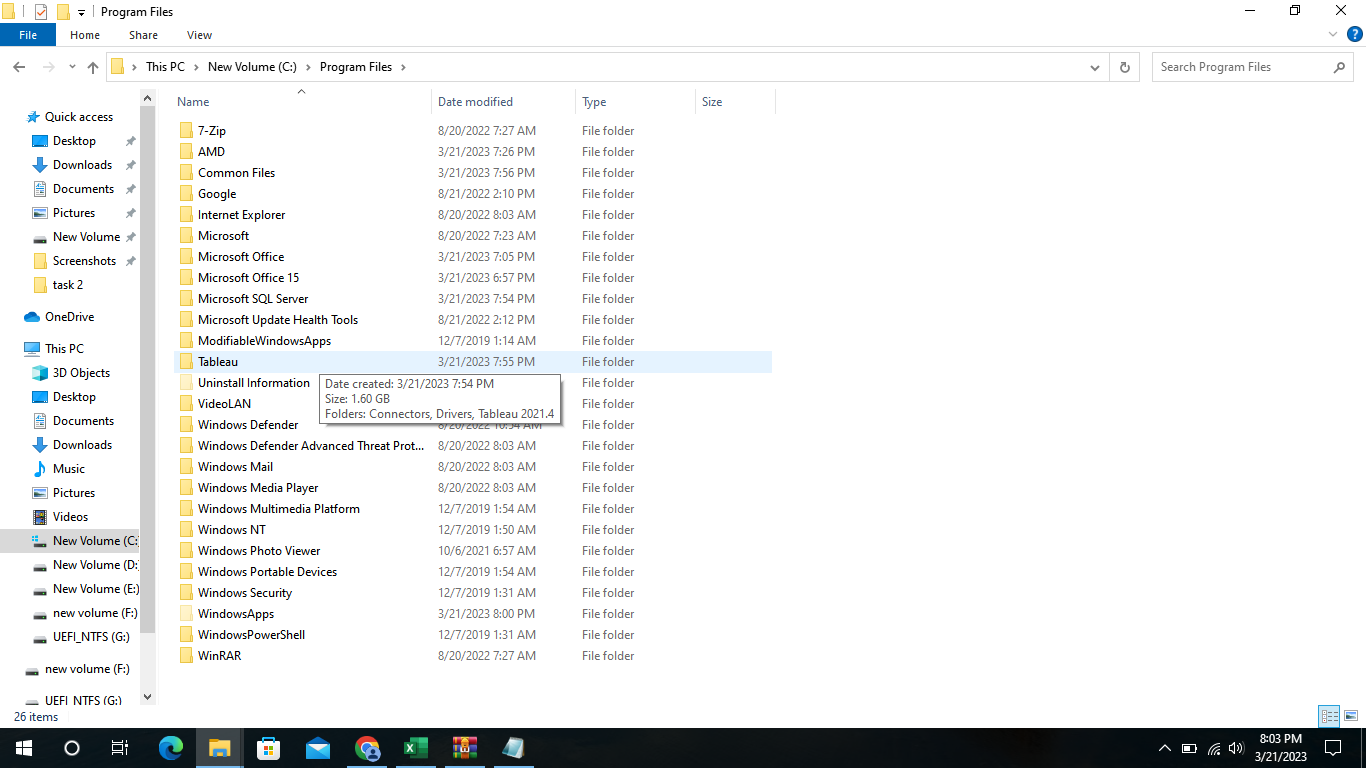 Program Files
File Home Share View
This PC New Volume (C:) Program Files
Search Program Files
Name Date modified Type Size
Quick access
Desktop
Downloads
Documents
Pictures
New Volume
Screenshots
task 2
OneDrive
This PC
3D Objects
Desktop
Documents
Downloads
Music
Pictures
Videos
New Volume (C:
New Volume (D:
New Volume (E:)
new volume (F:)
UEFI_NTFS (G:)
new volume (F:)
UEFI_NTFS (G:)
7-Zip 8/20/2022 7:27 AM File folder
AMD 3/21/2023 7:26 PM File folder
Common Files 3/21/2023 7:56 PM File folder
Google 8/21/2022 2:10 PM File folder
Internet Explorer 8/20/2022 8:03 AM File folder
Microsoft 8/20/2022 7:23 AM File folder
Microsoft Office 3/21/2023 7:05 PM File folder
Microsoft Office 15 3/21/2023 6:57 PM File folder
Microsoft SQL Server 3/21/2023 7:54 PM File folder
Microsoft Update Health Tools 8/21/2022 2:12 PM File folder
ModifiableWindowsApps 12/7/2019 1:14 AM File folder
Tableau 3/21/2023 7:55 PM File folder
Uninstall Information File folder
VideoLAN File folder
Windows Defender 8/20/2022 10:54 AM File folder
Windows Defender Advanced Threat Prot... 8/20/2022 8:03 AM File folder
Windows Mail 8/20/2022 8:03 AM File folder
Windows Media Player 8/20/2022 8:03 AM File folder
Windows Multimedia Platform 12/7/2019 1:54 AM File folder
Windows NT 12/7/2019 1:50 AM File folder
Windows Photo Viewer 10/6/2021 6:57 AM File folder
Windows Portable Devices 12/7/2019 1:54 AM File folder
Windows Security 12/7/2019 1:31 AM File folder
WindowsApps 3/21/2023 8:00 PM File folder
WindowsPowerShell 12/7/2019 1:31 AM File folder
WinRAR 8/20/2022 7:27 AM File folder
Date created: 3/21/2023 7:54 PM
Size: 1.60 GB
Folders: Connectors, Drivers, Tableau 2021.4
26 items
8:03 PM
3/21/2023